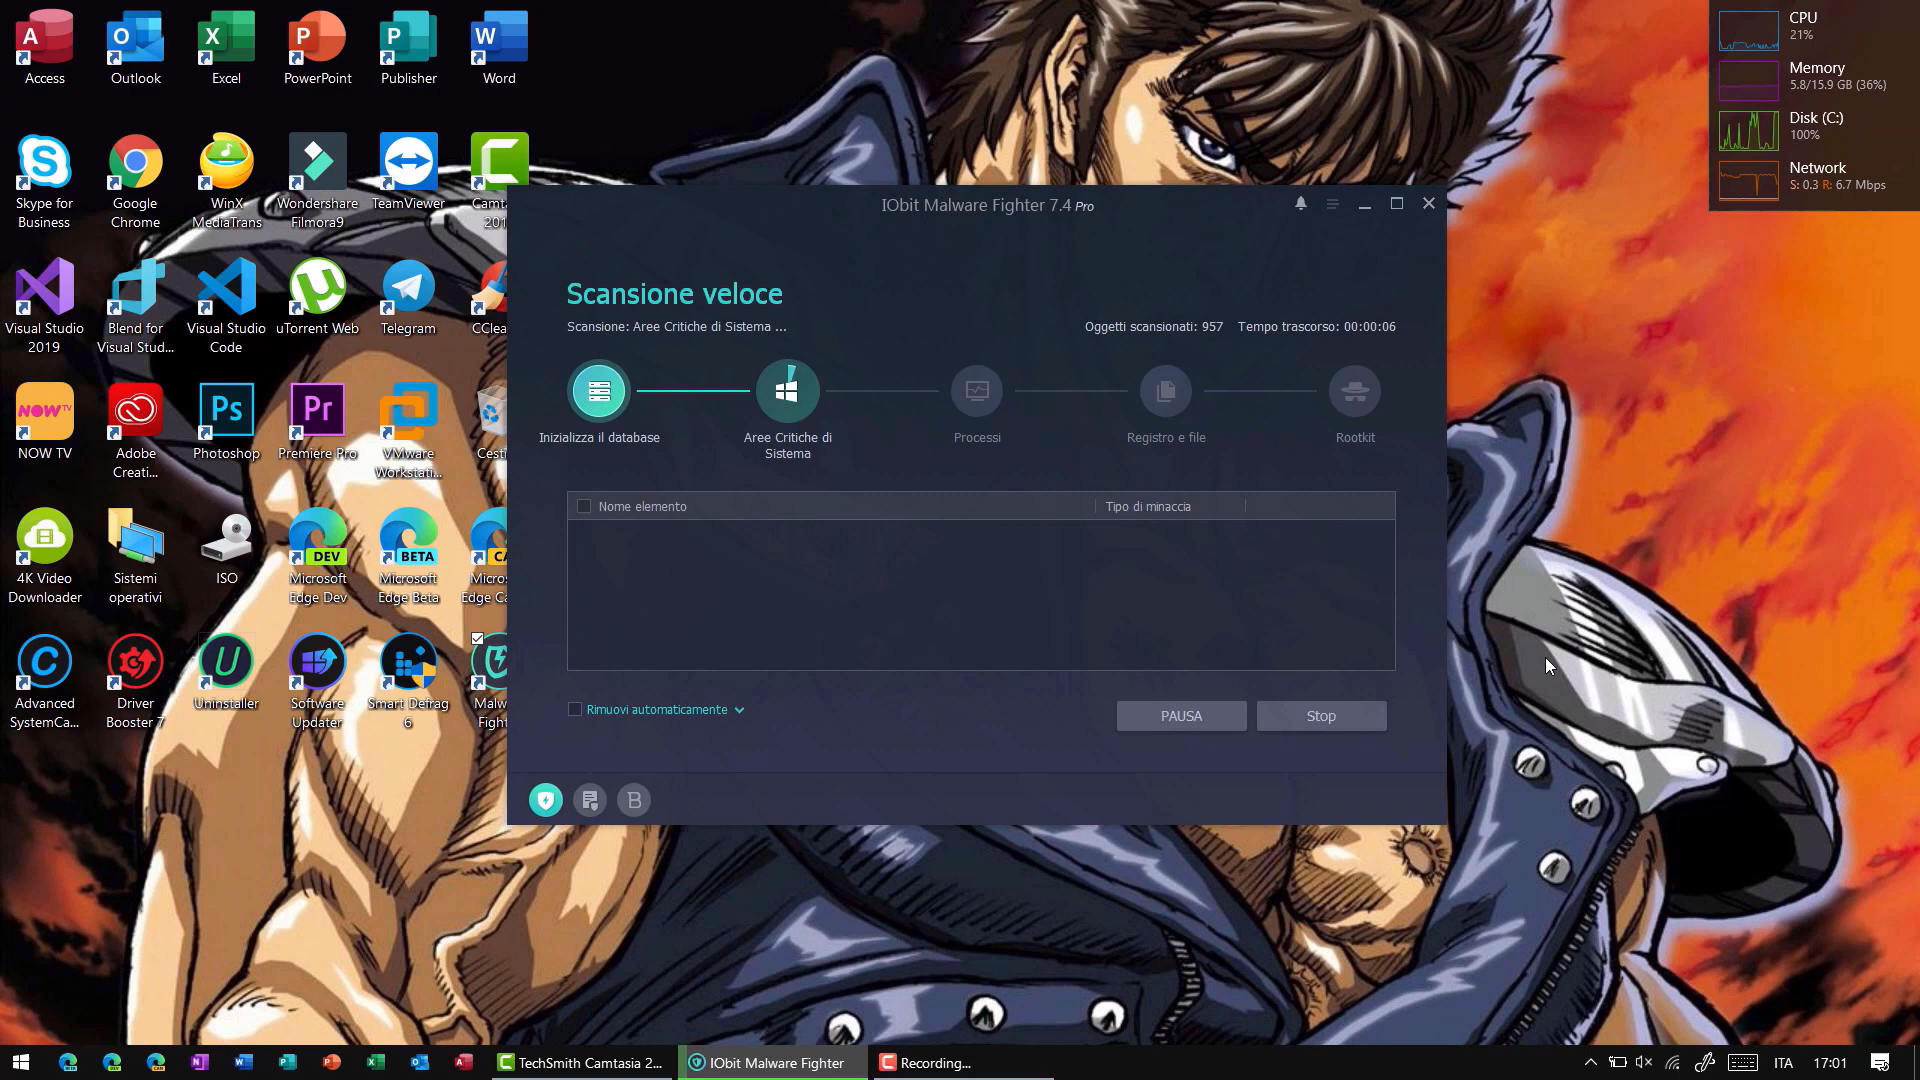 Access
Outlook
Excel
PowerPoint
Publisher
Word
Skype for
Business
Google
Chrome
WinX
MediaTrans
Wondershare
Filmora9
TeamViewer
Visual Studio
2019
Blend for
Visual Stud...
Visual Studio
Code
uTorrent Web
Telegram
NOW TV
NOW TV
Adobe
Creati...
Ps
Photoshop
Pr
Premiere Pro
VMware
Workstati...
4K Video
Downloader
Sistemi
operativi
ISO
DEV
Microsoft
Edge Dev
BETA
Microsoft
Edge Beta
Advanced
SystemCa...
Driver
Booster 7
Uninstaller
Software
Updater
Smart Defrag
6
IObit Malware Fighter 7.4 Pro
Scansione veloce
Scansione: Aree Critiche di Sistema ...
Oggetti scansionati: 957
Tempo trascorso: 00:00:06
Inizializza il database
Aree Critiche di
Sistema
Processi
Registro e file
Rootkit
Nome elemento
Tipo di minaccia
Rimuovi automaticamente
PAUSA
Stop
CPU
21%
Memory
5.8/15.9 GB (36%)
Disk (C:)
100%
Network
S: 0.3 R: 6.7 Mbps
TechSmith Camtasia 2...
IObit Malware Fighter
Recording...
ITA
17:01